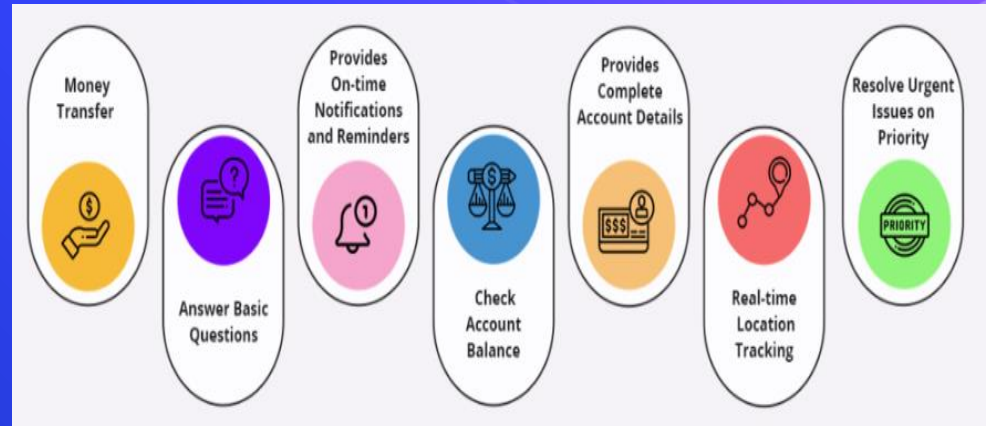 Money
Transfer
$
?
Answer Basic
Questions
Provides
On-time
Notifications
and Reminders
1
$
Check
Account
Balance
Provides
Complete
Account Details
$$$
Real-time
Location
Tracking
Resolve Urgent
Issues on
Priority
PRIORITY